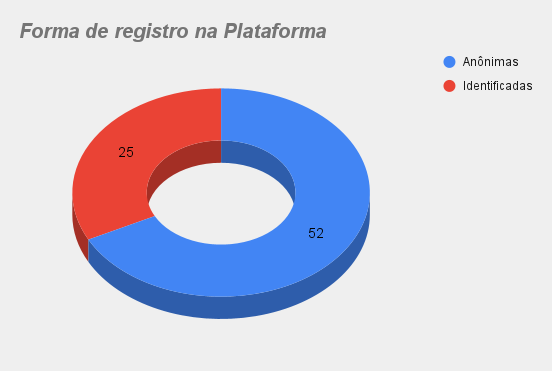 Forma de registro na Plataforma
Anônimas
Identificadas
25
52